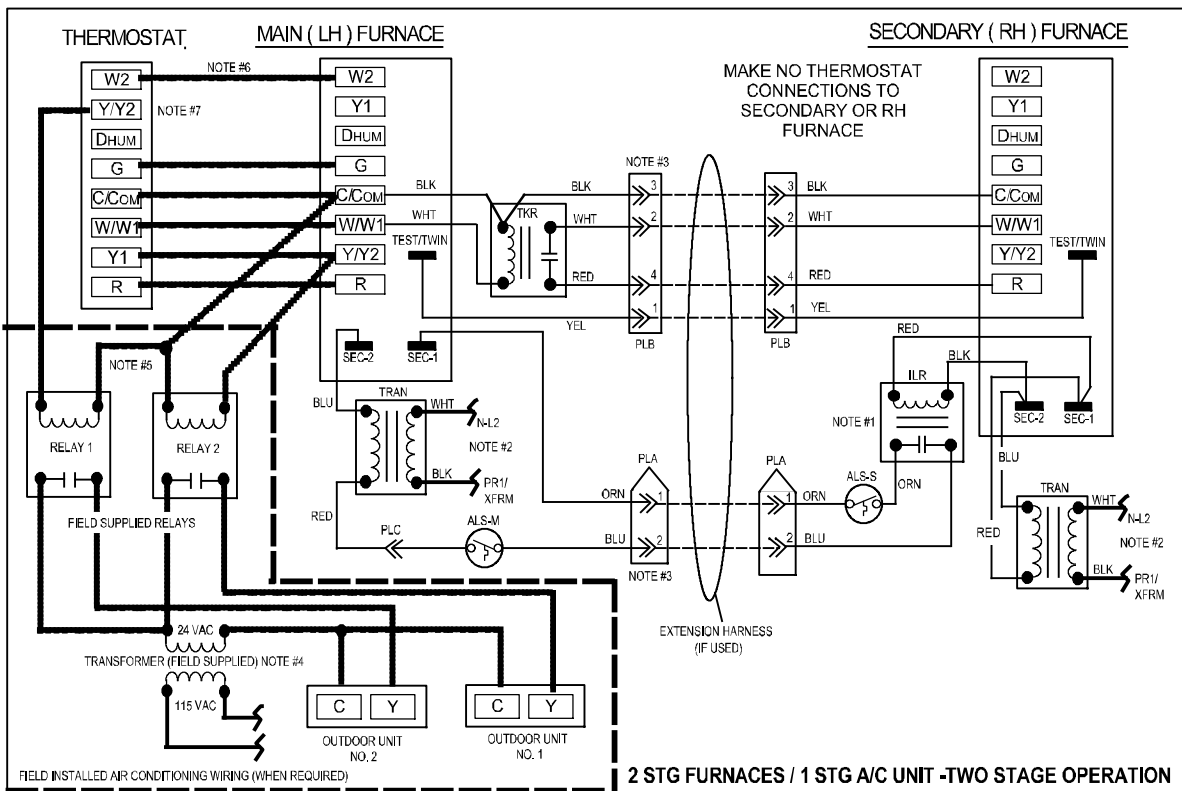 THERMOSTAT
MAIN ( LH ) FURNACE
SECONDARY ( RH ) FURNACE
MAKE NO THERMOSTAT
CONNECTIONS TO
SECONDARY OR RH
FURNACE
W2
Y/Y2
DHUM
G
C/COM
W/W1
Y1
R
NOTE #6
NOTE #7
W2
Y1
DHUM
G
C/COM
W/W1
Y/Y2
R
TEST/TWIN
SEC-2
SEC-1
BLK
WHT
TKR
BLK
WHT
RED
YEL
NOTE #3
3
2
4
1
PLB
3
2
4
1
PLB
BLK
WHT
RED
YEL
W2
Y1
DHUM
G
C/COM
W/W1
Y/Y2
R
TEST/TWIN
SEC-2
SEC-1
NOTE #5
RELAY 1
RELAY 2
FIELD SUPPLIED RELAYS
BLU
TRAN
WHT
N-L2
NOTE #2
BLK
PR1/
XFRM
RED
PLC
ALS-M
ORN
BLU
PLA
1
2
NOTE #3
PLA
1
2
ORN
BLU
ALS-S
ORN
RED
BLK
ILR
NOTE #1
BLU
RED
TRAN
WHT
N-L2
NOTE #2
BLK
PR1/
XFRM
EXTENSION HARNESS
(IF USED)
24 VAC
TRANSFORMER (FIELD SUPPLIED) NOTE #4
115 VAC
C
Y
OUTDOOR UNIT
NO. 2
C
Y
OUTDOOR UNIT
NO. 1
FIELD INSTALLED AIR CONDITIONING WIRING (WHEN REQUIRED)
2 STG FURNACES / 1 STG A/C UNIT -TWO STAGE OPERATION